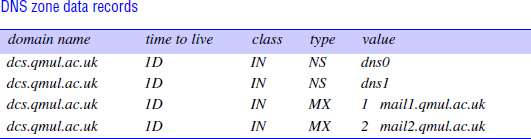 DNS zone data records
domain name time to live class type value
dcs.qmul.ac.uk 1D IN NS dns0
dcs.qmul.ac.uk 1D IN NS dns1
dcs.qmul.ac.uk 1D IN MX 1 mail1.qmul.ac.uk
dcs.qmul.ac.uk 1D IN MX 2 mail2.qmul.ac.uk